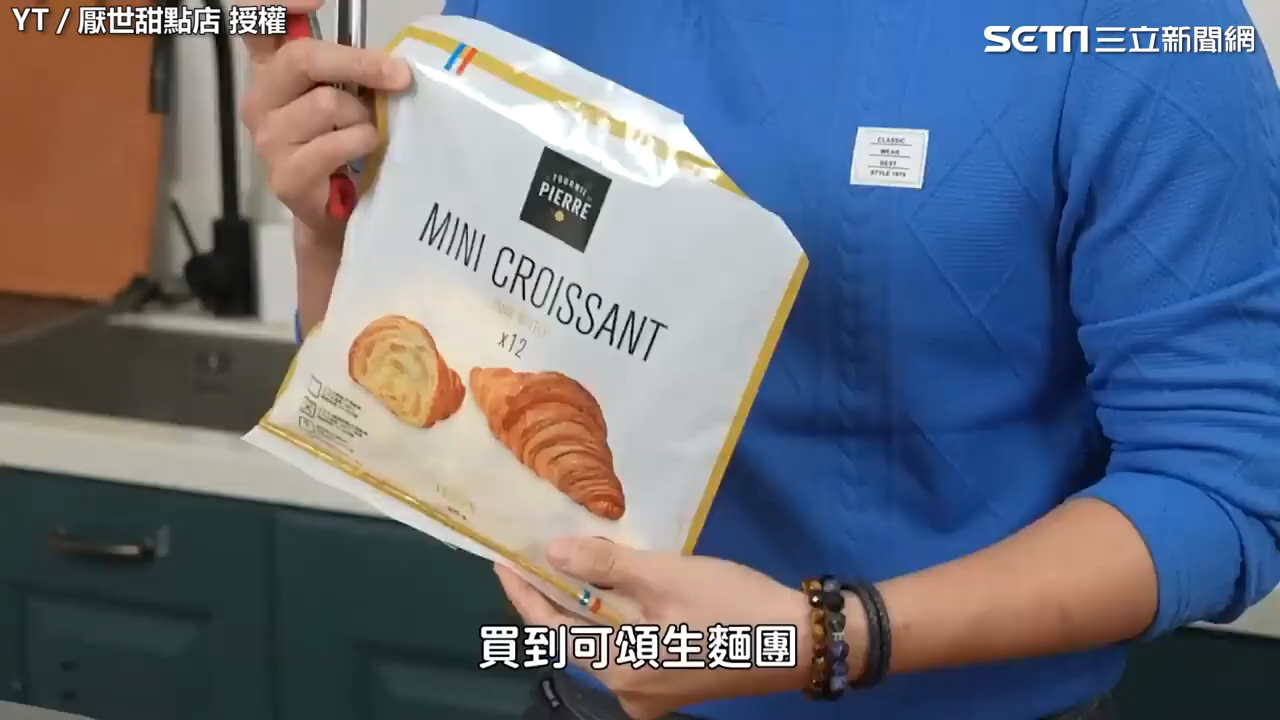 YT / 厭世甜點店 授權
SETN三立新聞網
CLASSIC
WEAR
BEST
STYLE 1979
FOURNIL
PIERRE
MINI CROISSANT
x12
買到可頌生麵團